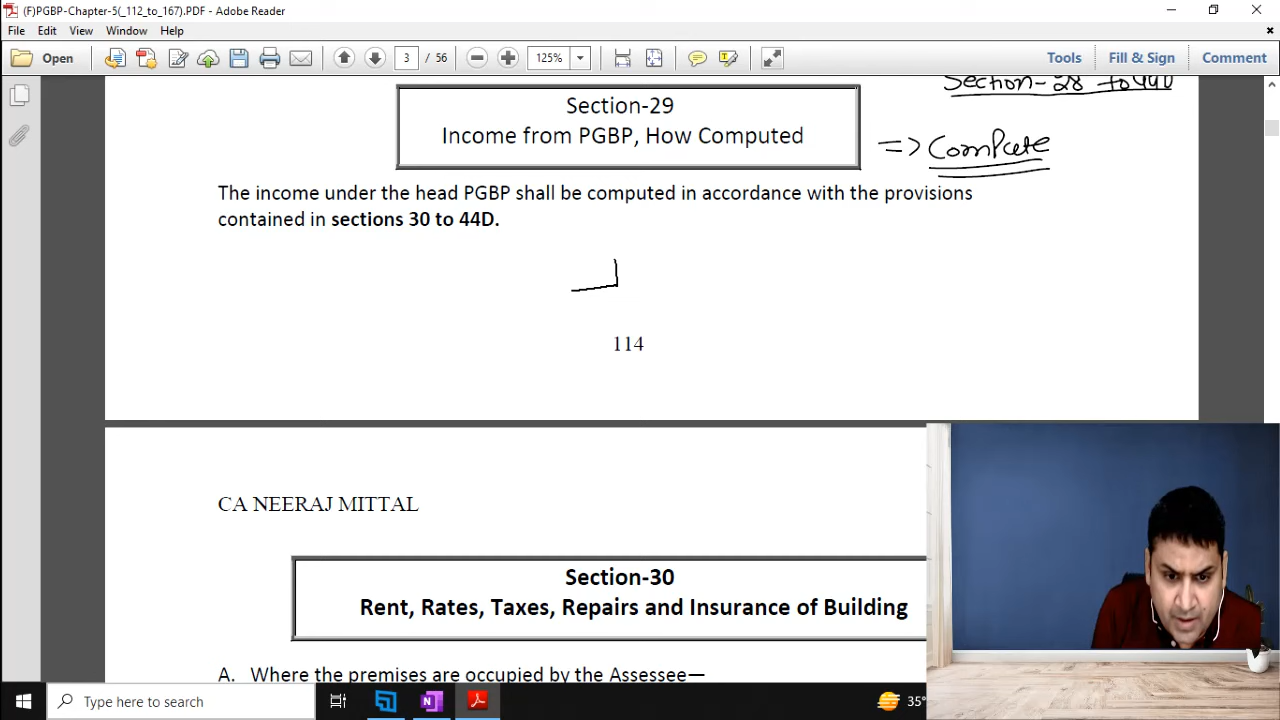 (F)PGBP-Chapter-5(_112_to_167).PDF - Adobe Reader
File Edit View Window Help
Open 3 / 56 125% Tools Fill & Sign Comment
Section-28 to 44D
Section-29
Income from PGBP, How Computed
=> Compute
The income under the head PGBP shall be computed in accordance with the provisions
contained in sections 30 to 44D.
114
CA NEERAJ MITTAL
Section-30
Rent, Rates, Taxes, Repairs and Insurance of Building
A. Where the premises are occupied by the Assessee—
Type here to search
35°